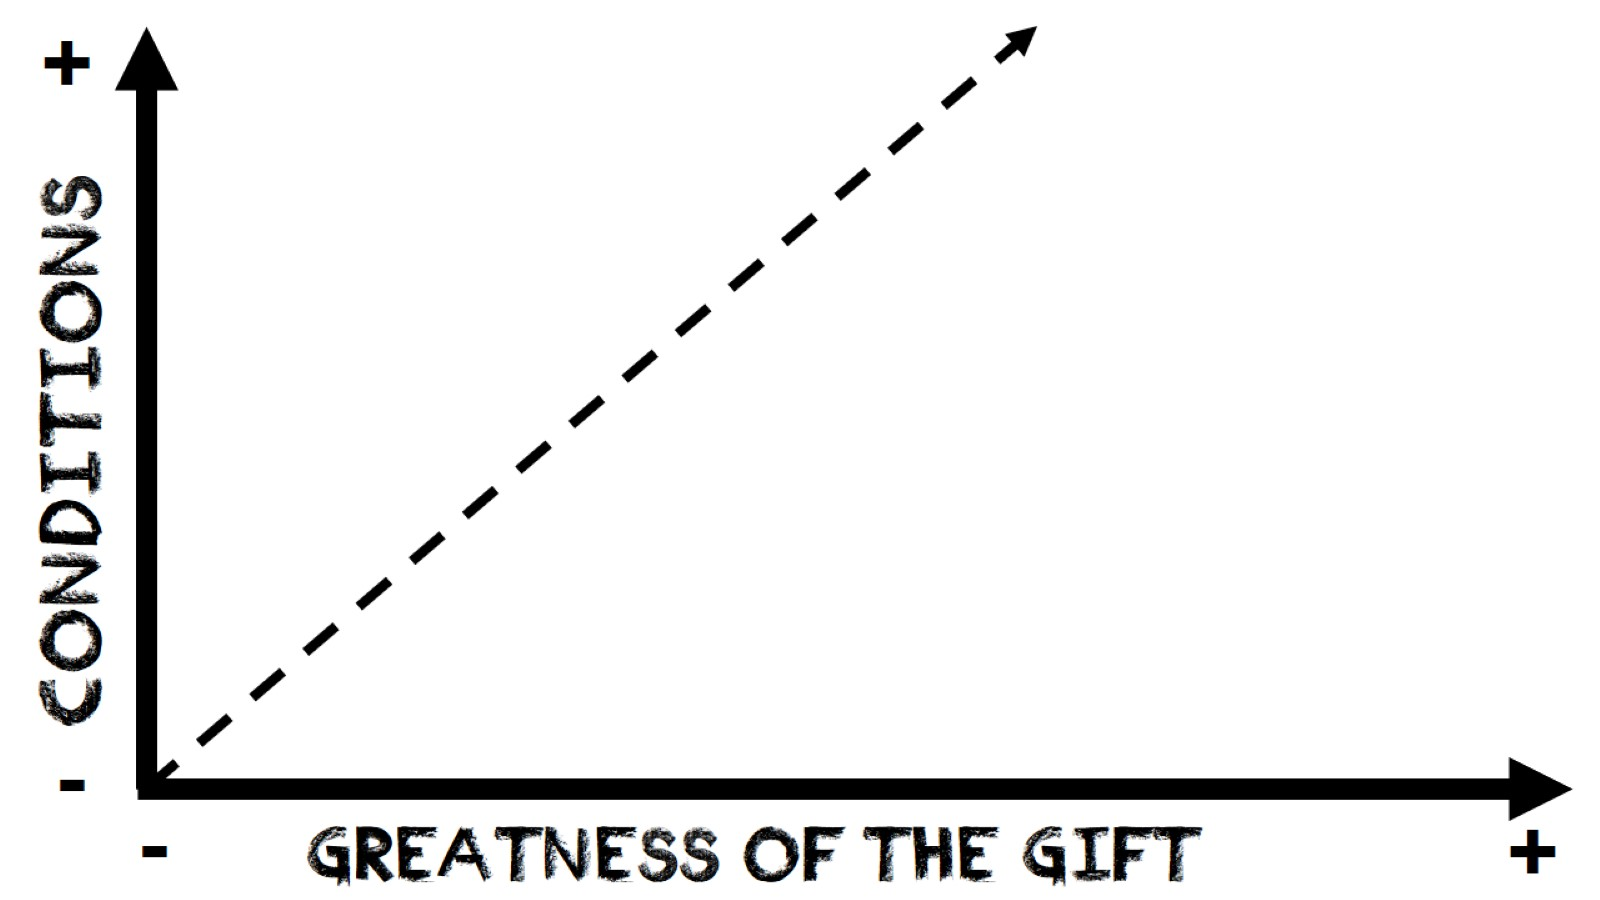 +
CONDITIONS
-
-
GREATNESS OF THE GIFT
+